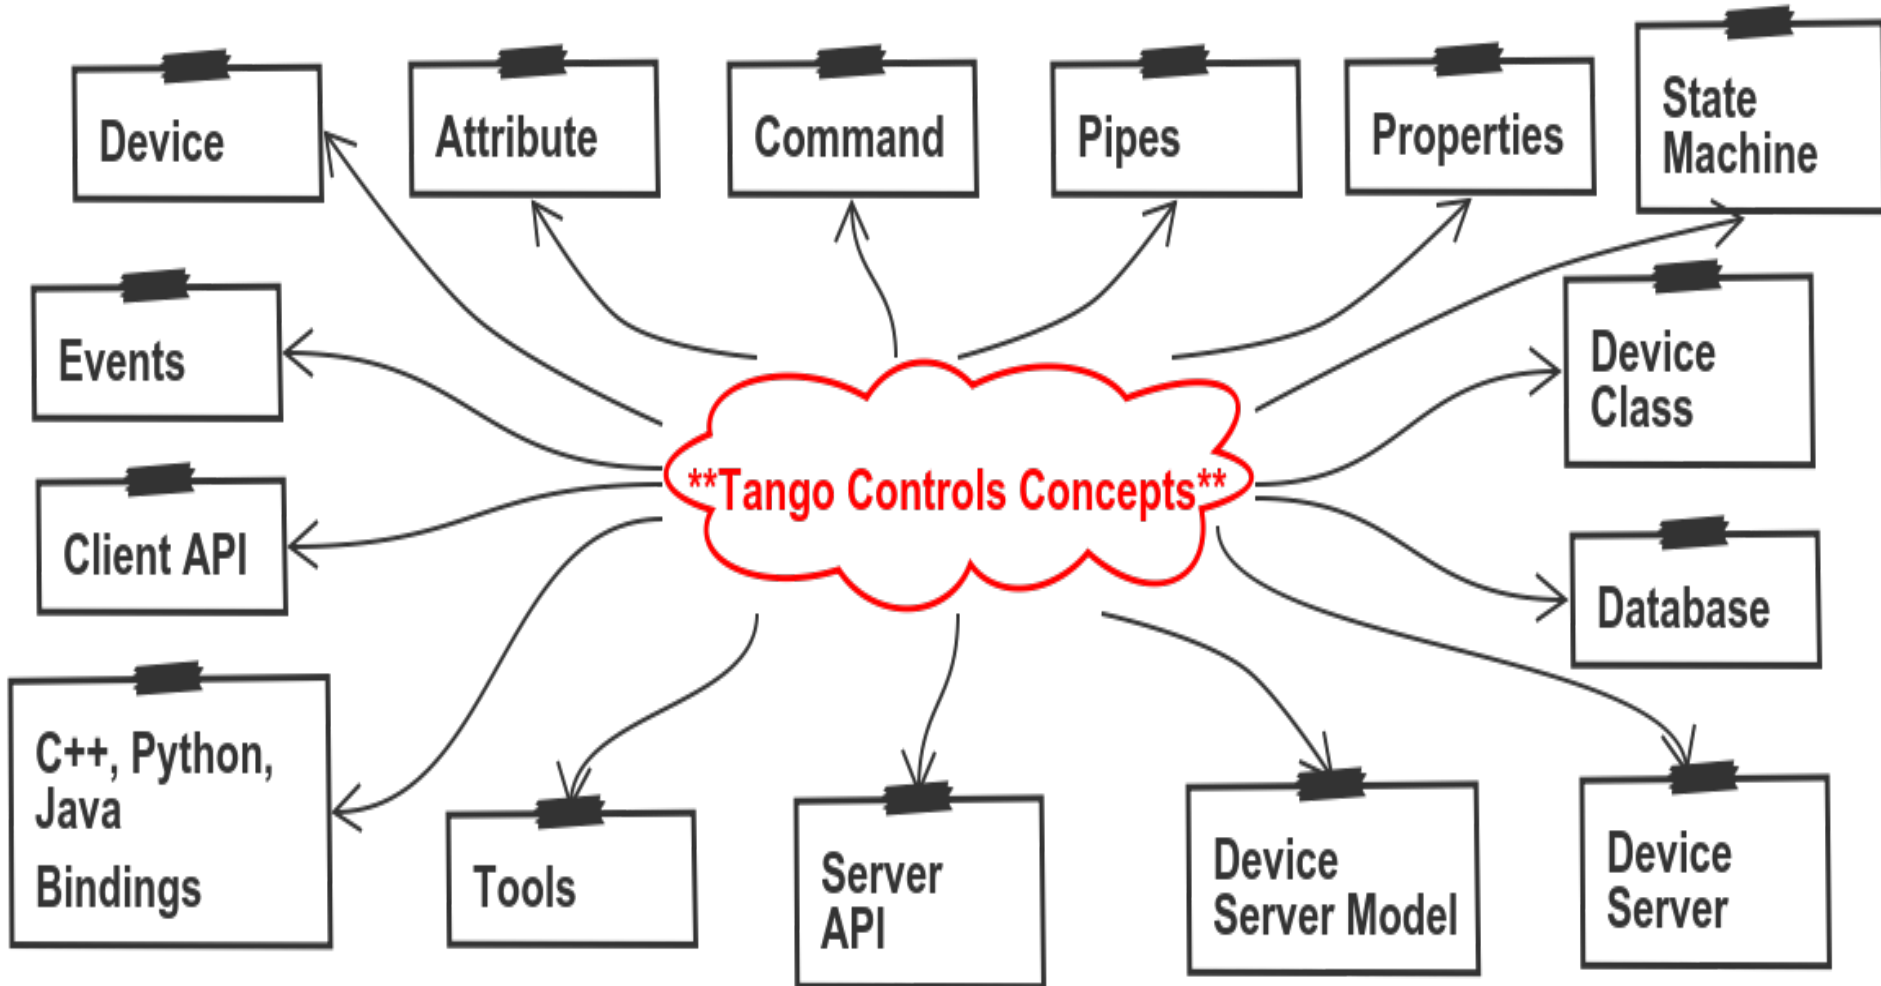 Device
Attribute
Command
Pipes
Properties
State
Machine
Events
Device
Class
**Tango Controls Concepts**
Client API
Database
C++, Python,
Java
Bindings
Tools
Server
API
Device
Server Model
Device
Server